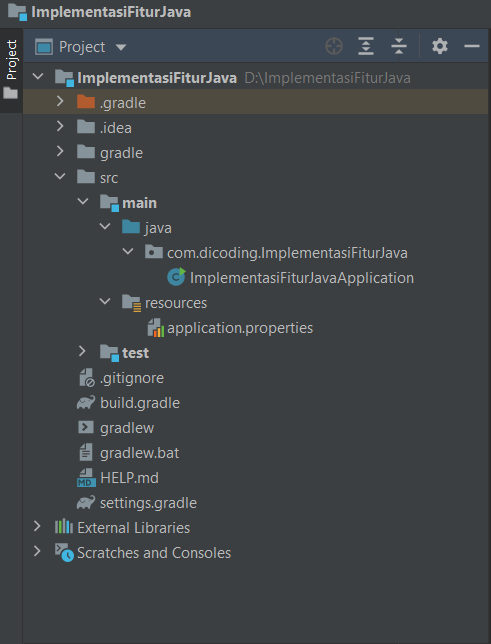 ImplementasiFiturJava
Project
Project
ImplementasiFiturJava D:\ImplementasiFiturJava
.gradle
.idea
gradle
src
main
java
com.dicoding.ImplementasiFiturJava
ImplementasiFiturJavaApplication
resources
application.properties
test
.gitignore
build.gradle
gradlew
gradlew.bat
HELP.md
settings.gradle
External Libraries
Scratches and Consoles